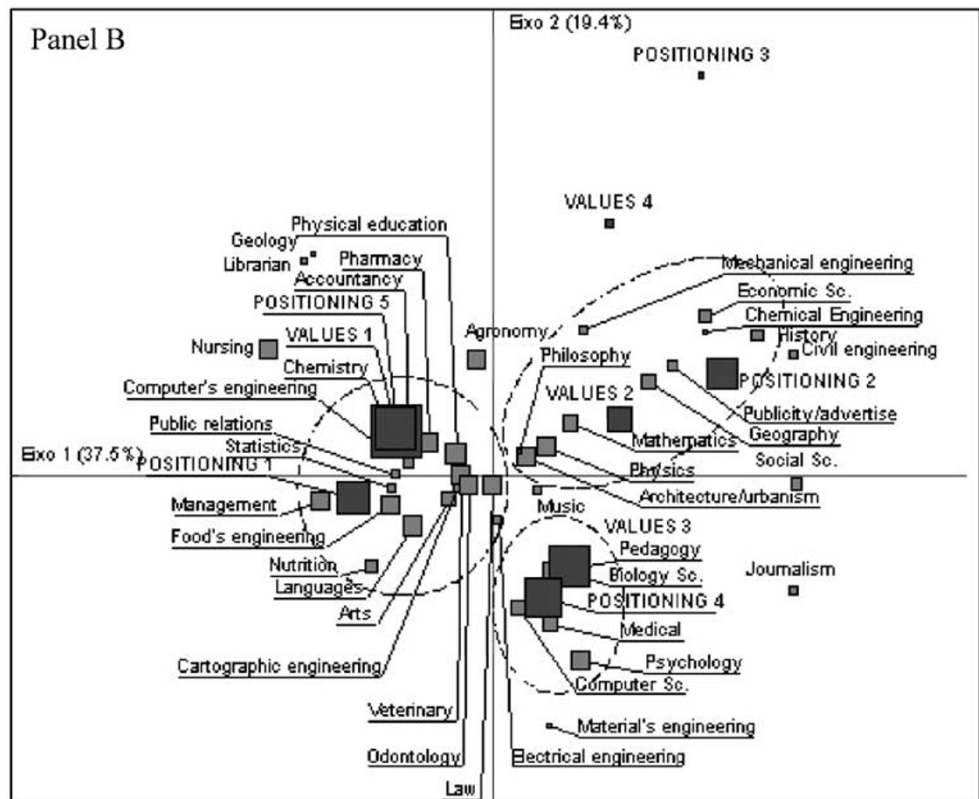 Panel B
Eixo 2 (19.4%)
POSITIONING 3
VALUES 4
Physical education
Geology
Librarian
Pharmacy
Accountancy
POSITIONING 5
VALUES 1
Nursing
Chemistry
Computer's engineering
Public relations
Statistics
Eixo 1 (37.5%)
POSITIONING 1
Management
Food's engineering
Nutrition
Languages
Arts
Cartographic engineering
Veterinary
Odontology
Law
Agronomy
Mechanical engineering
Economic Sc.
Chemical Engineering
History
Civil engineering
Philosophy
POSITIONING 2
VALUES 2
Publicity/advertise
Mathematics
Geography
Physics
Social Sc.
Architecture/urbanism
Music
VALUES 3
Pedagogy
Biology Sc.
Journalism
POSITIONING 4
Medical
Psychology
Computer Sc.
Material's engineering
Electrical engineering